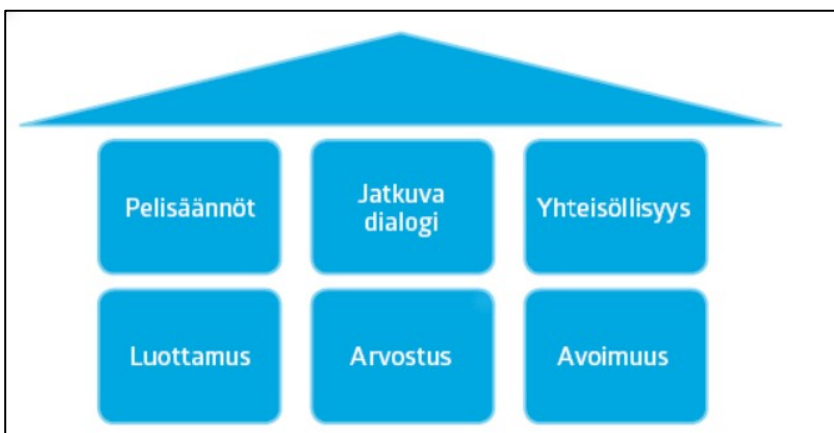 Pelisäännöt
Jatkuva
dialogi
Yhteisöllisyys
Luottamus
Arvostus
Avoimuus